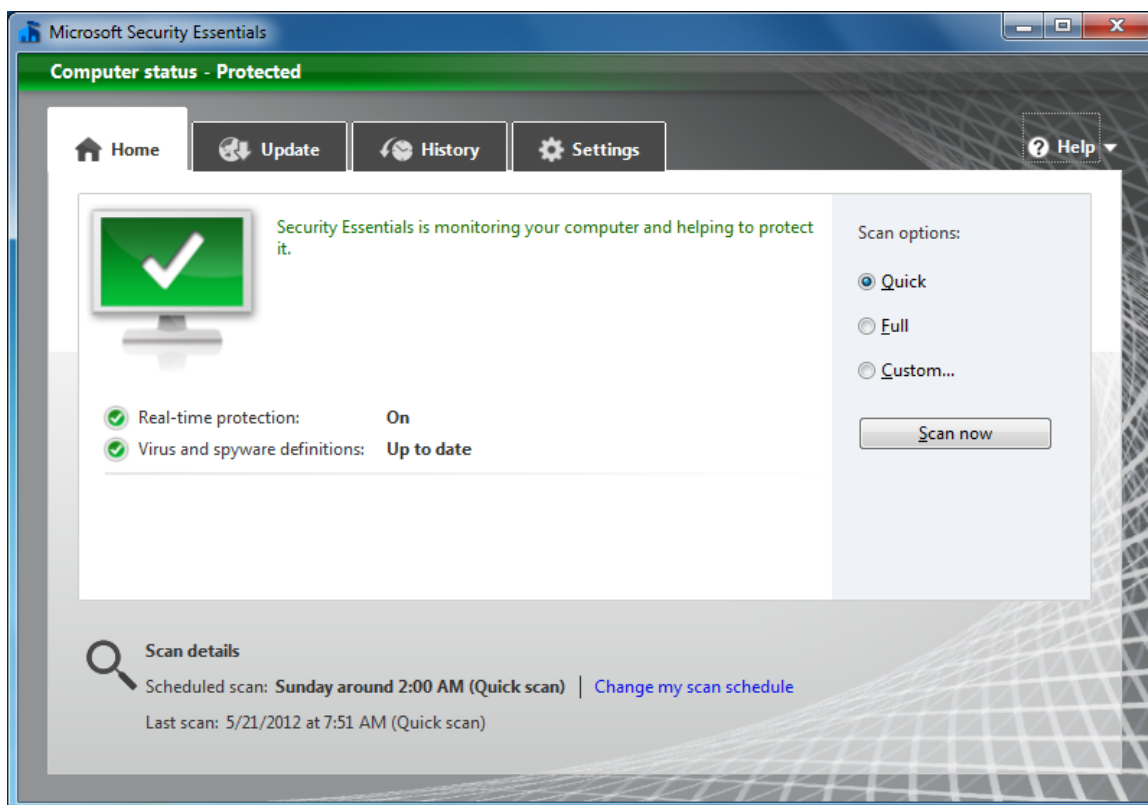 Microsoft Security Essentials
Computer status - Protected
Home
Update
History
Settings
Help
Security Essentials is monitoring your computer and helping to protect
it.
Real-time protection: On
Virus and spyware definitions: Up to date
Scan options:
Quick
Full
Custom...
Scan now
Scan details
Scheduled scan: Sunday around 2:00 AM (Quick scan) | Change my scan schedule
Last scan: 5/21/2012 at 7:51 AM (Quick scan)